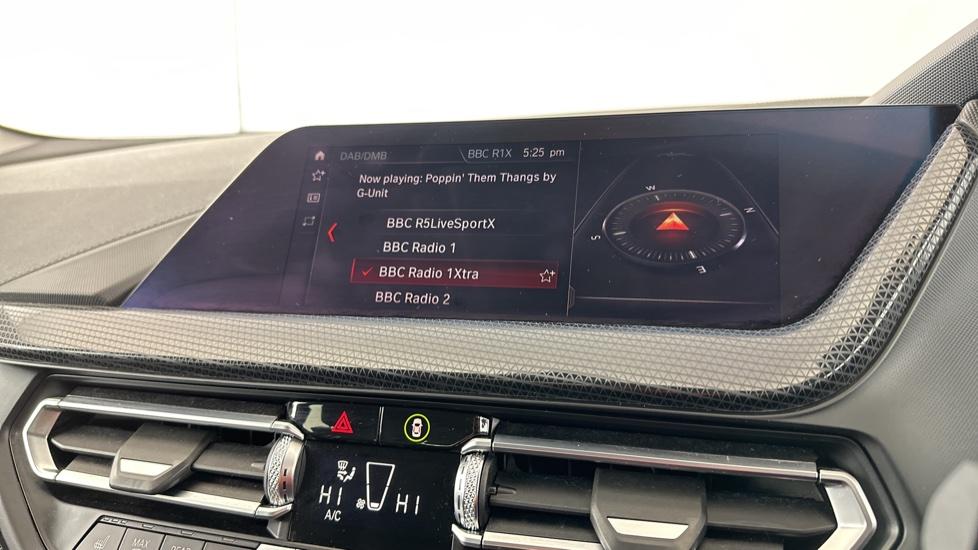 DAB/DMB BBC R1X 5:25 pm
Now playing: Poppin' Them Thangs by
G-Unit
BBC R5LiveSportX
BBC Radio 1
BBC Radio 1Xtra
BBC Radio 2
W
N
S
E
HI HI
A/C
MAX
REAR